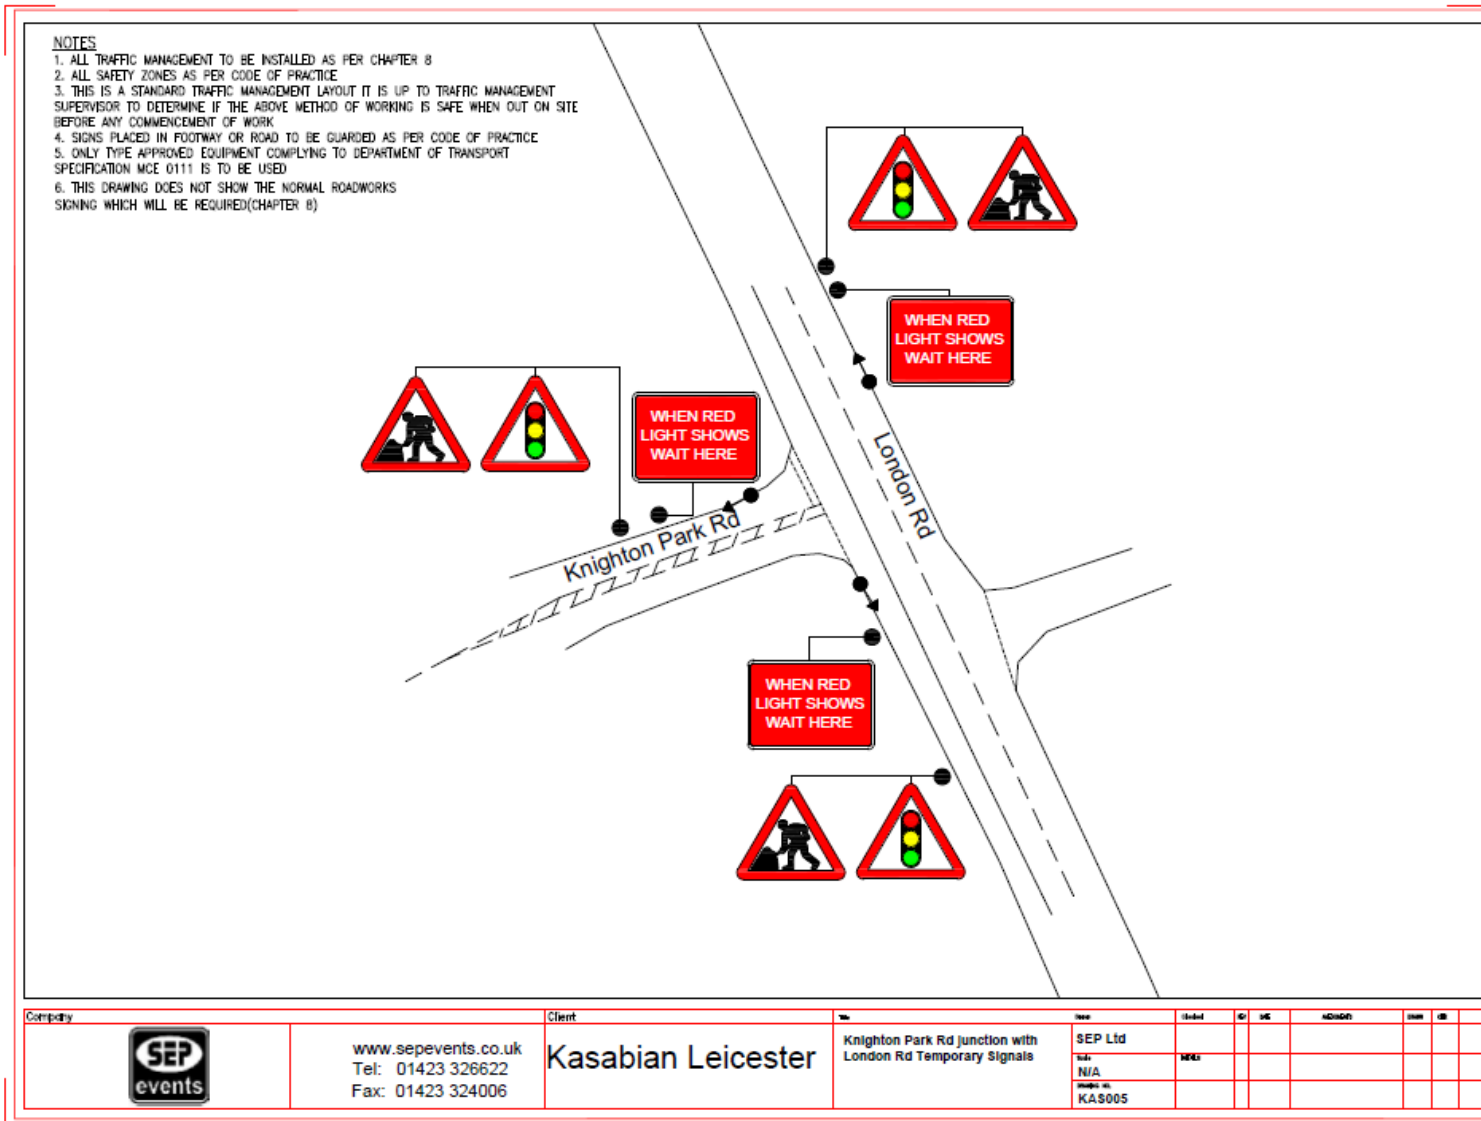 NOTES
1. ALL TRAFFIC MANAGEMENT TO BE INSTALLED AS PER CHAPTER 8
2. ALL SAFETY ZONES AS PER CODE OF PRACTICE
3. THIS IS A STANDARD TRAFFIC MANAGEMENT LAYOUT IT IS UP TO TRAFFIC MANAGEMENT
SUPERVISOR TO DETERMINE IF THE ABOVE METHOD OF WORKING IS SAFE WHEN OUT ON SITE
BEFORE ANY COMMENCEMENT OF WORK
4. SIGNS PLACED IN FOOTWAY OR ROAD TO BE GUARDED AS PER CODE OF PRACTICE
5. ONLY TYPE APPROVED EQUIPMENT COMPLYING TO DEPARTMENT OF TRANSPORT
SPECIFICATION MCE 0111 IS TO BE USED
6. THIS DRAWING DOES NOT SHOW THE NORMAL ROADWORKS
SIGNING WHICH WILL BE REQUIRED(CHAPTER 8)
WHEN RED
LIGHT SHOWS
WAIT HERE
WHEN RED
LIGHT SHOWS
WAIT HERE
London Rd
Knighton Park Rd
WHEN RED
LIGHT SHOWS
WAIT HERE
Company
SEP
events
www.sepevents.co.uk
Tel: 01423 326622
Fax: 01423 324006
Client
Kasabian Leicester
Knighton Park Rd junction with
London Rd Temporary Signals
SEP Ltd
N/A
KAS005